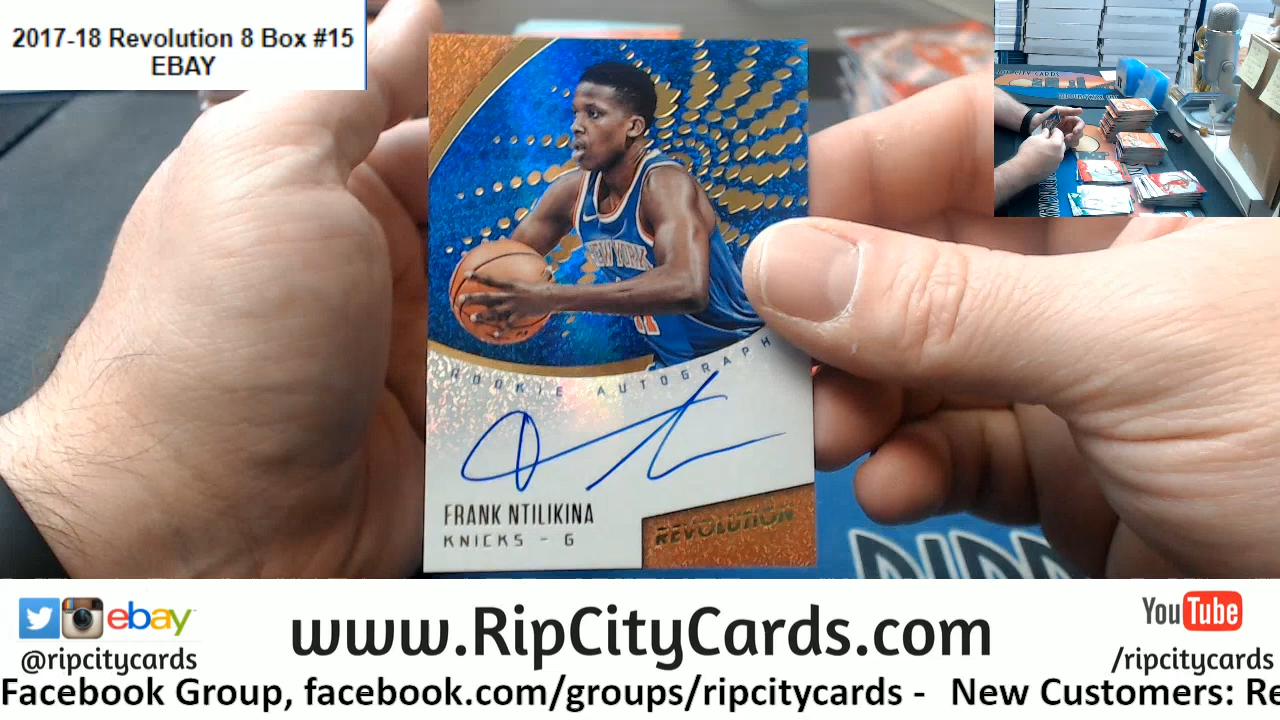 2017-18 Revolution 8 Box #15
EBAY
NEW YORK
ROOKIE AUTOGRAPH
FRANK NTILIKINA
KNICKS - G
REVOLUTION
ebay
@ripcitycards
www.RipCityCards.com
YouTube
/ripcitycards
Facebook Group, facebook.com/groups/ripcitycards - New Customers: Re